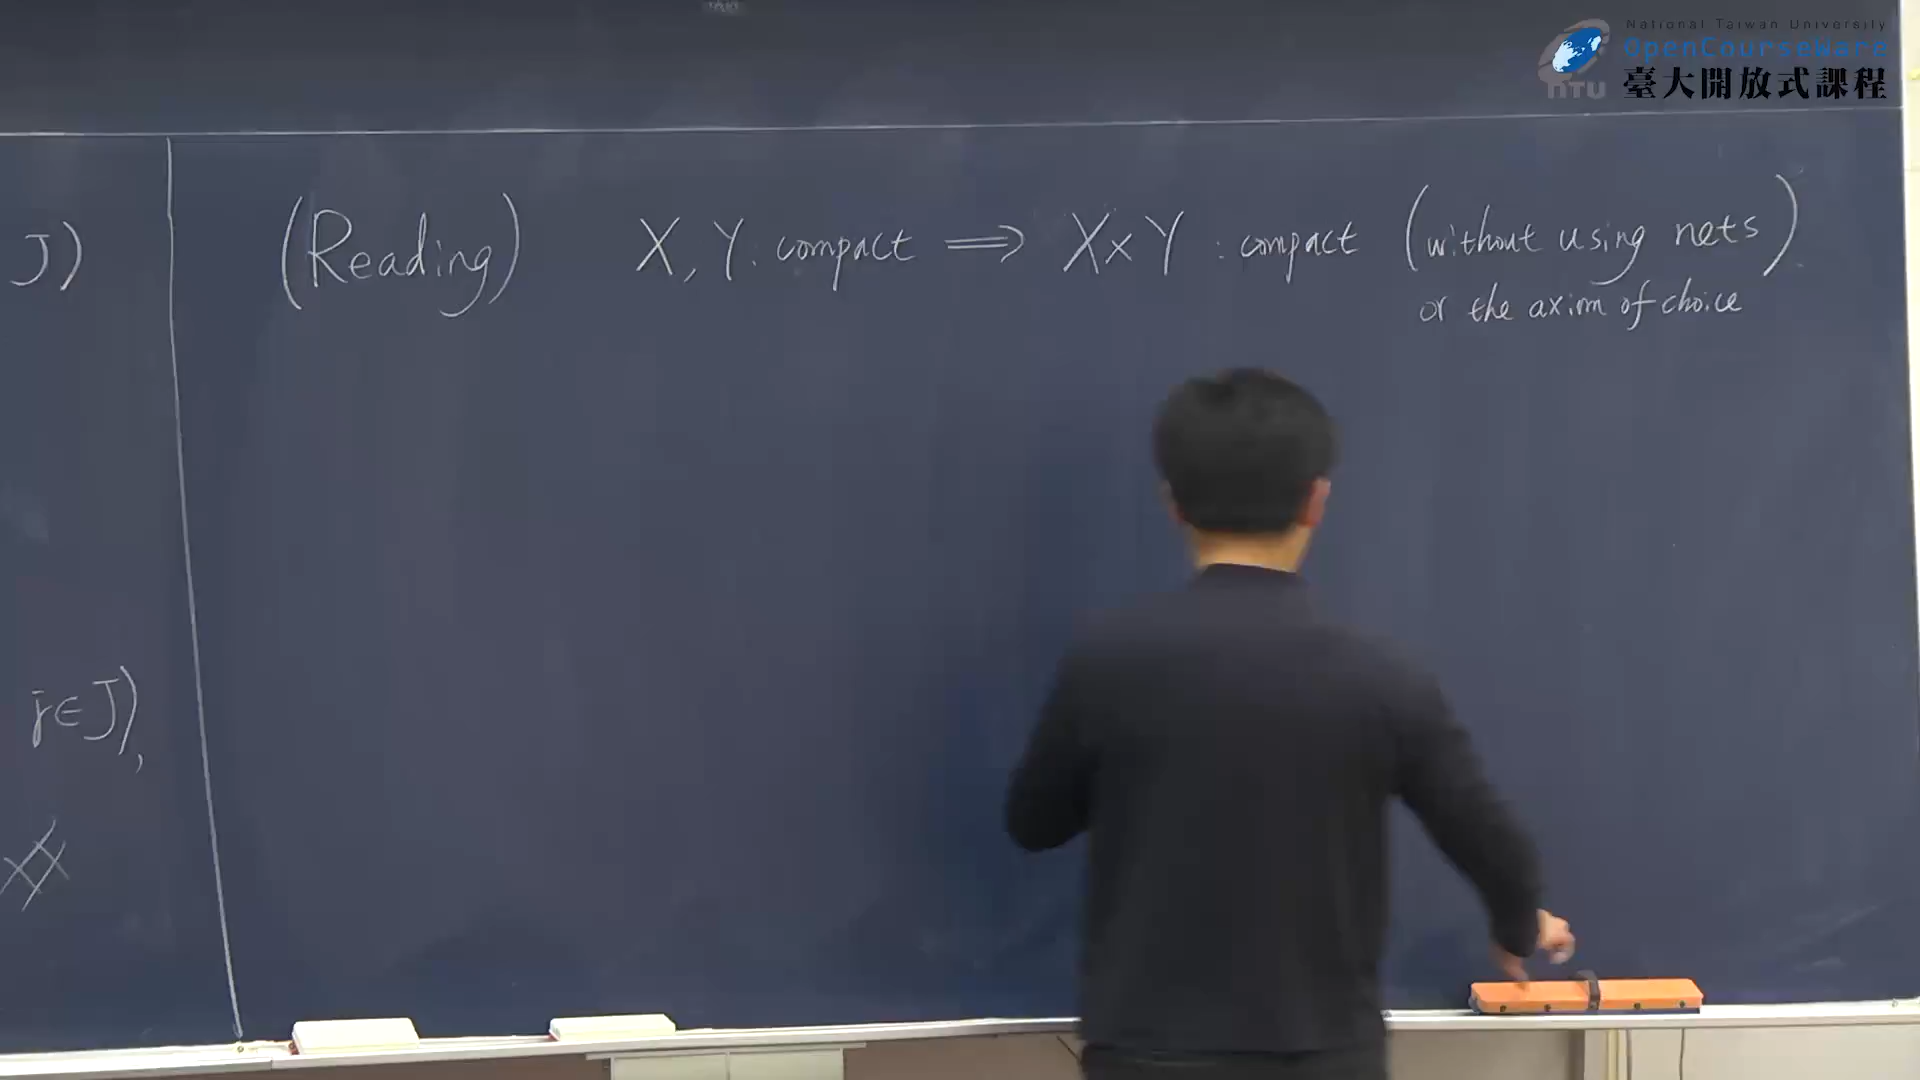 National Taiwan University
OpenCourseWare
NTU 臺大開放式課程
J)
(Reading) X, Y: compact ⟹ X×Y : compact (without using nets)
or the axiom of choice
j∈J),